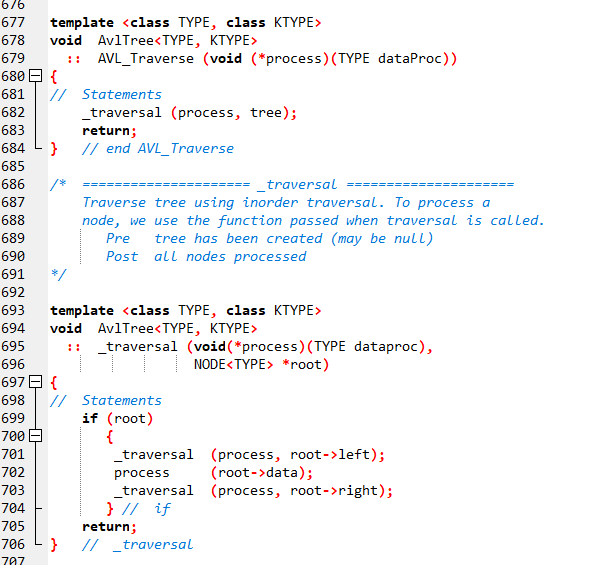 676
677 template <class TYPE, class KTYPE>
678 void  AvlTree<TYPE, KTYPE>
679   ::  AVL_Traverse (void (*process)(TYPE dataProc))
680 {
681 //  Statements
682     _traversal (process, tree);
683     return;
684 }   // end AVL_Traverse
685
686 /*  ===================== _traversal =====================
687     Traverse tree using inorder traversal. To process a
688     node, we use the function passed when traversal is called.
689        Pre   tree has been created (may be null)
690        Post  all nodes processed
691 */
692
693 template <class TYPE, class KTYPE>
694 void  AvlTree<TYPE, KTYPE>
695   ::  _traversal (void(*process)(TYPE dataproc),
696                   NODE<TYPE> *root)
697 {
698 //  Statements
699     if (root)
700        {
701         _traversal  (process, root->left);
702         process     (root->data);
703         _traversal  (process, root->right);
704        } //  if
705     return;
706 }   //  _traversal
707